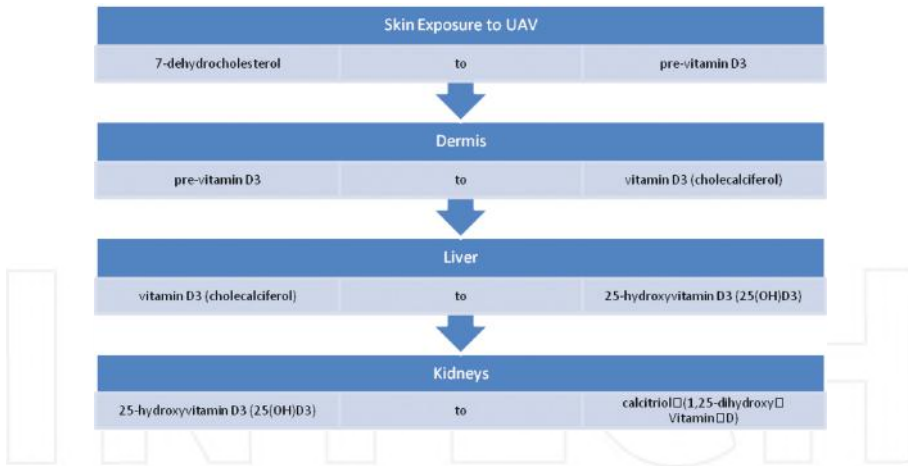 Skin Exposure to UAV
7-dehydrocholesterol to pre-vitamin D3
Dermis
pre-vitamin D3 to vitamin D3 (cholecalciferol)
Liver
vitamin D3 (cholecalciferol) to 25-hydroxyvitamin D3 (25(OH)D3)
Kidneys
25-hydroxyvitamin D3 (25(OH)D3) to calcitriol□(1,25-dihydroxy□
Vitamin□D)
INTECH